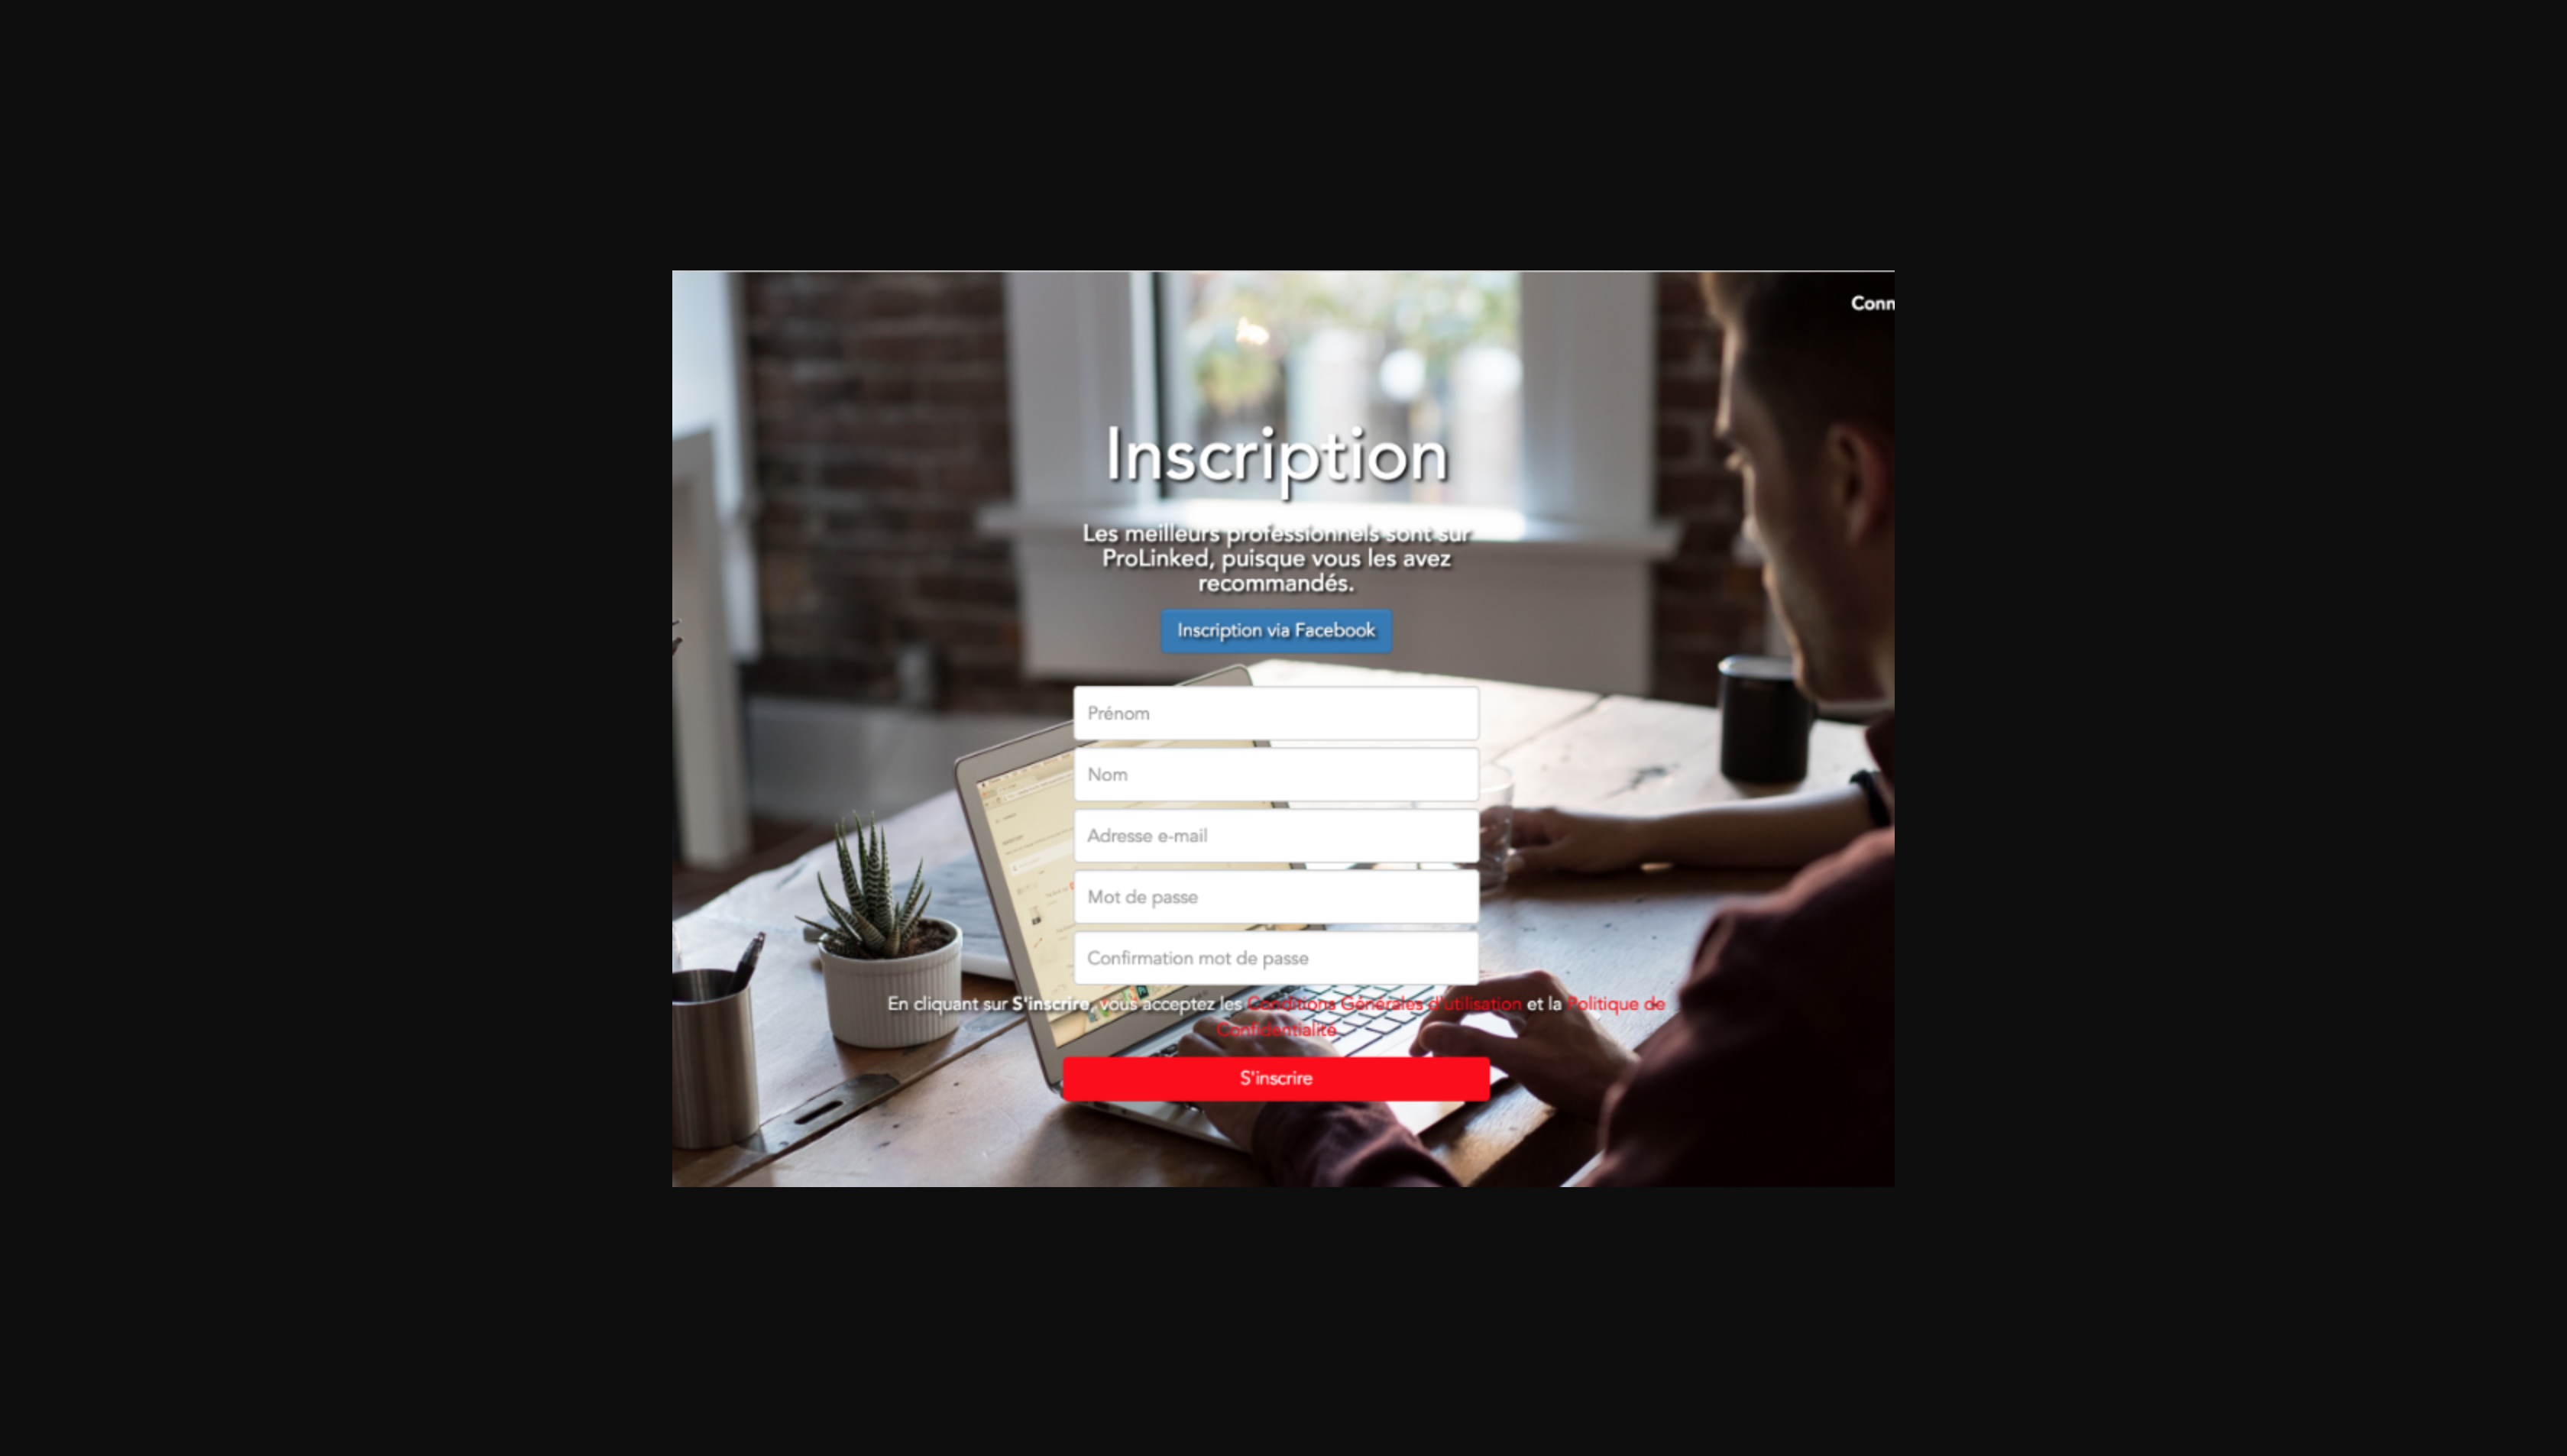 Conn
Inscription
Les meilleurs professionnels sont sur
ProLinked, puisque vous les avez
recommandés.
Inscription via Facebook
Prénom
Nom
Adresse e-mail
Mot de passe
Confirmation mot de passe
En cliquant sur S'inscrire, vous acceptez les Conditions Générales d'utilisation et la Politique de
Confidentialité
S'inscrire